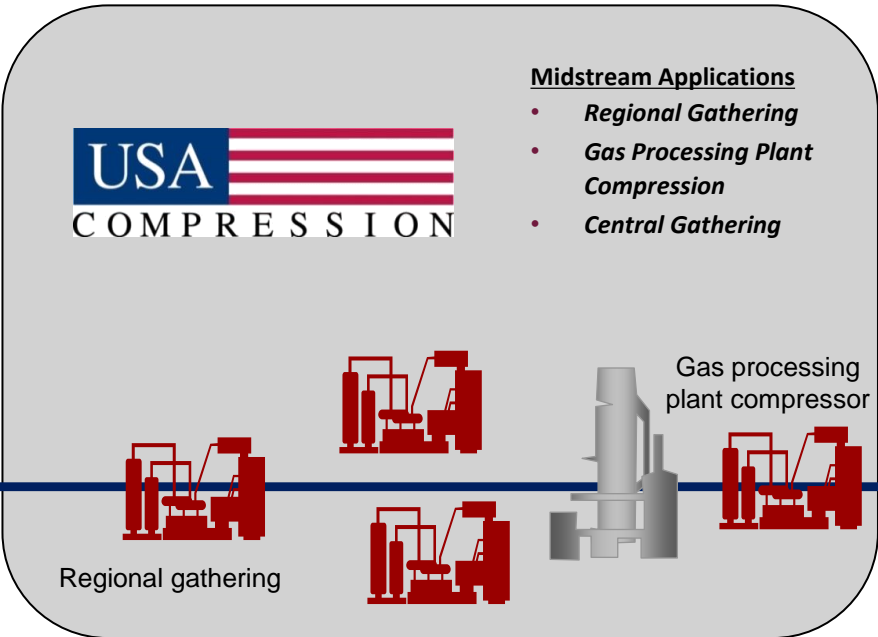 Midstream Applications
• Regional Gathering
• Gas Processing Plant
Compression
• Central Gathering
USA
COMPRESSION
Gas processing
plant compressor
Regional gathering